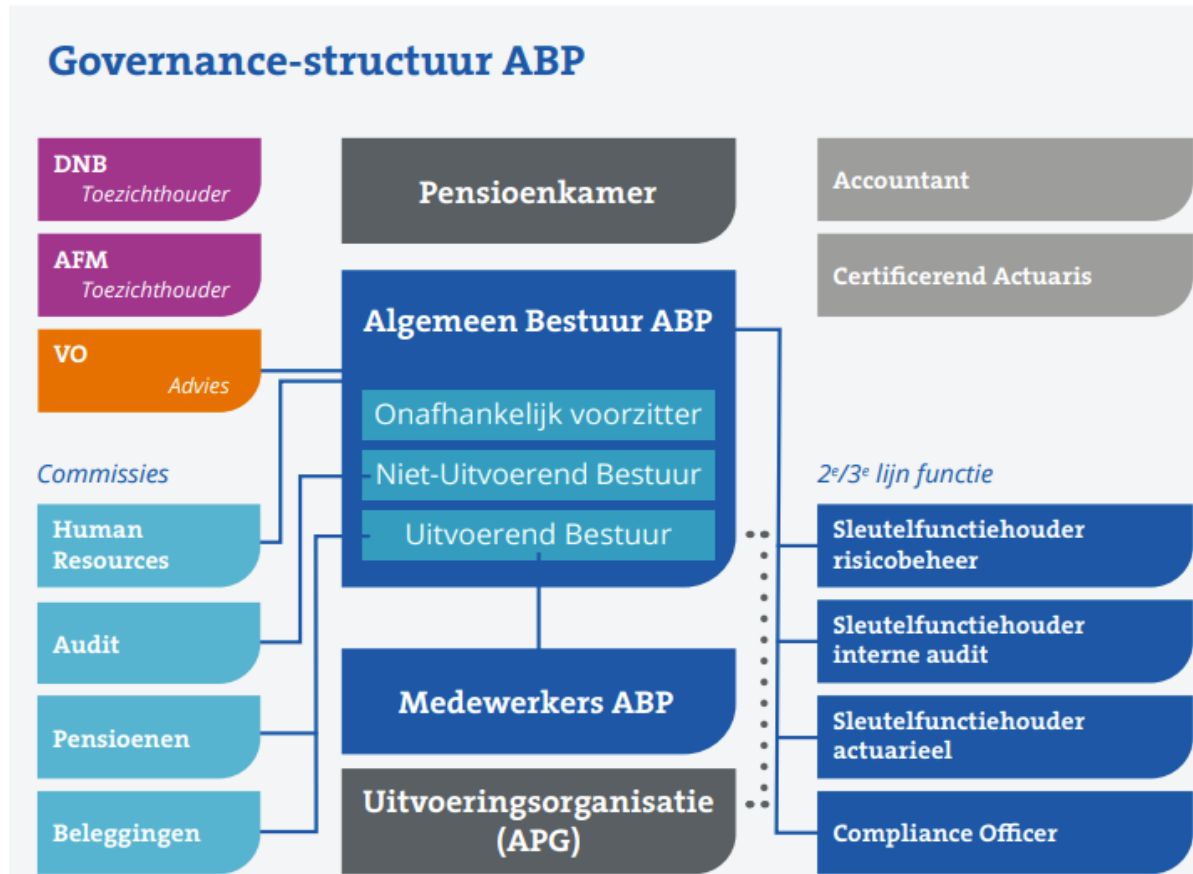 Governance-structuur ABP
DNB
Toezichthouder
AFM
Toezichthouder
VO
Advies
Commissies
Human
Resources
Audit
Pensioenen
Beleggingen
Pensioenkamer
Algemeen Bestuur ABP
Onafhankelijk voorzitter
Niet-Uitvoerend Bestuur
Uitvoerend Bestuur
Medewerkers ABP
Uitvoeringsorganisatie
(APG)
Accountant
Certificerend Actuaris
2ᵉ/3ᵉ lijn functie
Sleutelfunctiehouder
risicobeheer
Sleutelfunctiehouder
interne audit
Sleutelfunctiehouder
actuarieel
Compliance Officer